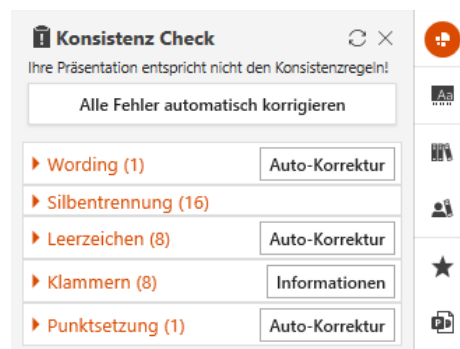 Konsistenz Check
Ihre Präsentation entspricht nicht den Konsistenzregeln!
Alle Fehler automatisch korrigieren
Wording (1) Auto-Korrektur
Silbentrennung (16)
Leerzeichen (8) Auto-Korrektur
Klammern (8) Informationen
Punktsetzung (1) Auto-Korrektur
Aa